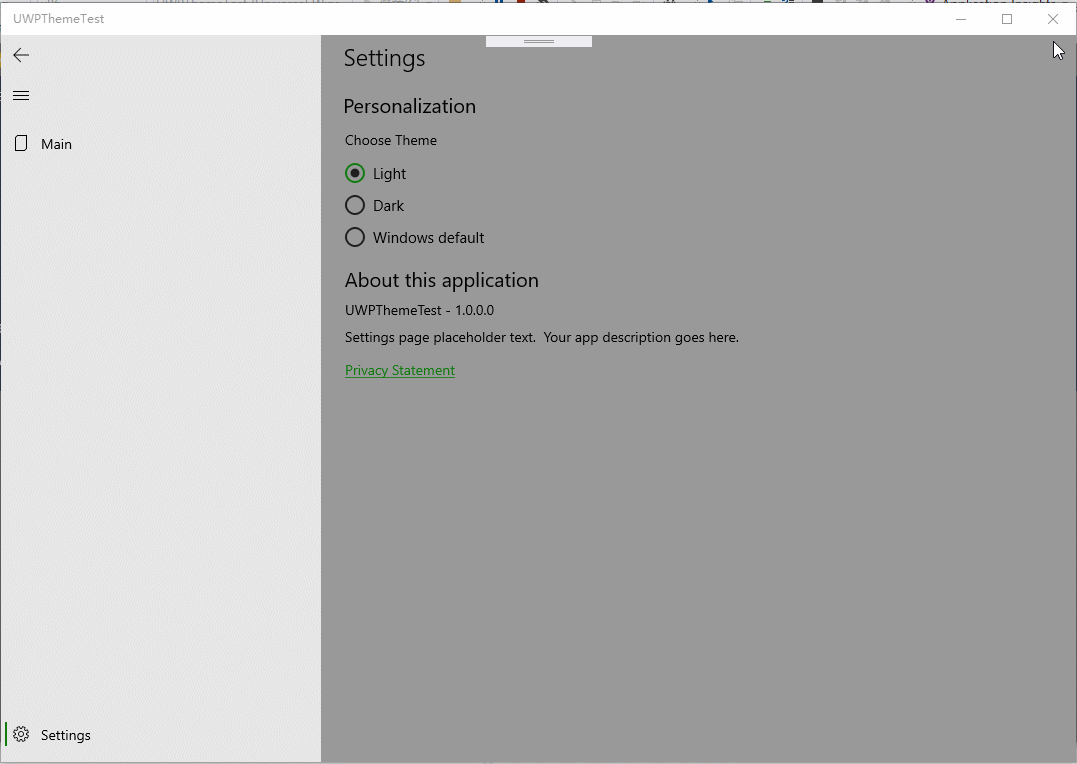 UWPThemeTest
Settings
Personalization
Main
Choose Theme
Light
Dark
Windows default
About this application
UWPThemeTest - 1.0.0.0
Settings page placeholder text.  Your app description goes here.
Privacy Statement
Settings